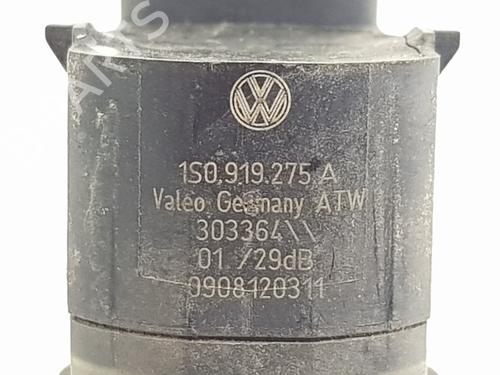 1S0.919.275 A
Valeo Germany ATW
303364\\
01 /29dB
0908120311